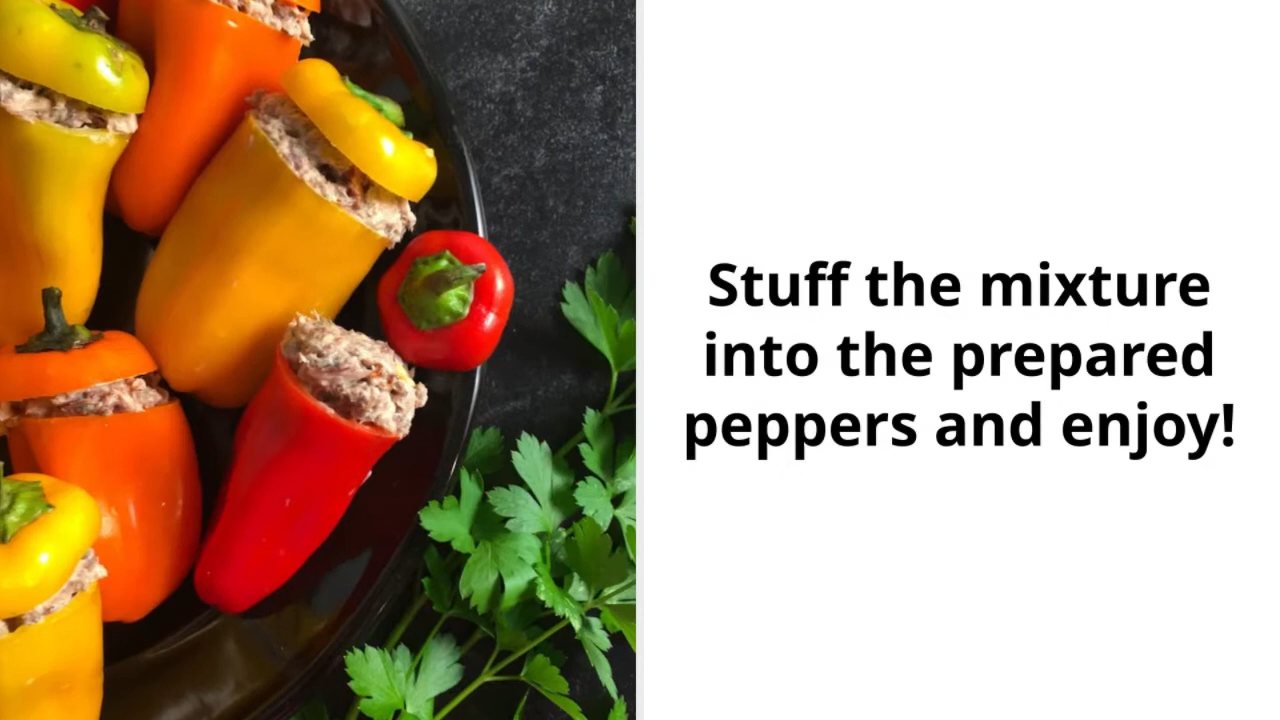 Stuff the mixture
into the prepared
peppers and enjoy!